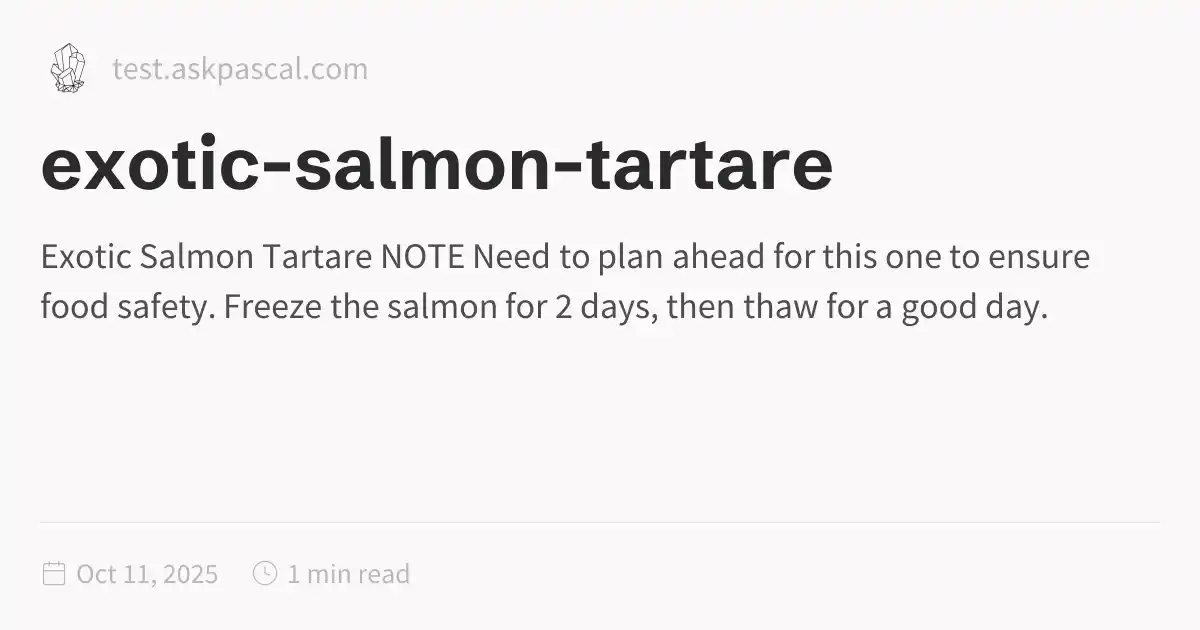 test.askpascal.com
exotic-salmon-tartare
Exotic Salmon Tartare NOTE Need to plan ahead for this one to ensure
food safety. Freeze the salmon for 2 days, then thaw for a good day.
Oct 11, 2025
1 min read